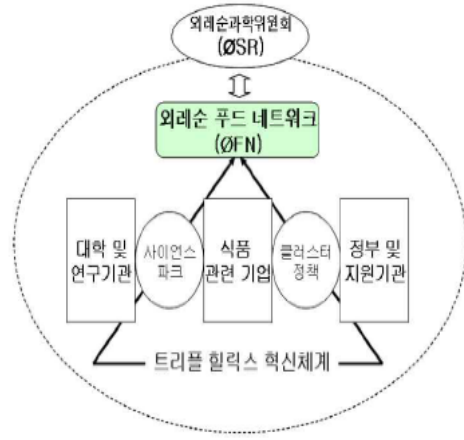 외레순과학위원회
(ØSR)
외레순 푸드 네트워크
(ØFN)
대학 및
연구기관
사이언스
파크
식품
관련 기업
클러스터
정책
정부 및
지원기관
트리플 힐릭스 혁신체계